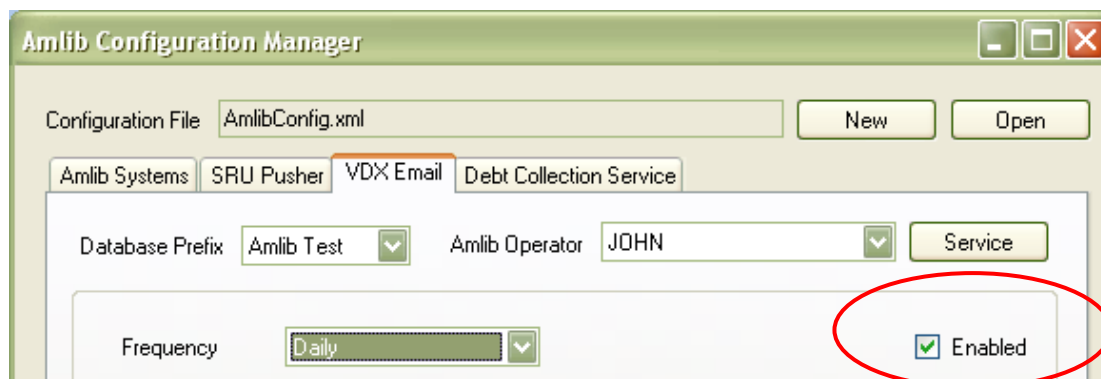 Amlib Configuration Manager
Configuration File AmlibConfig.xml New Open
Amlib Systems SRU Pusher VDX Email Debt Collection Service
Database Prefix Amlib Test Amlib Operator JOHN Service
Frequency Daily Enabled